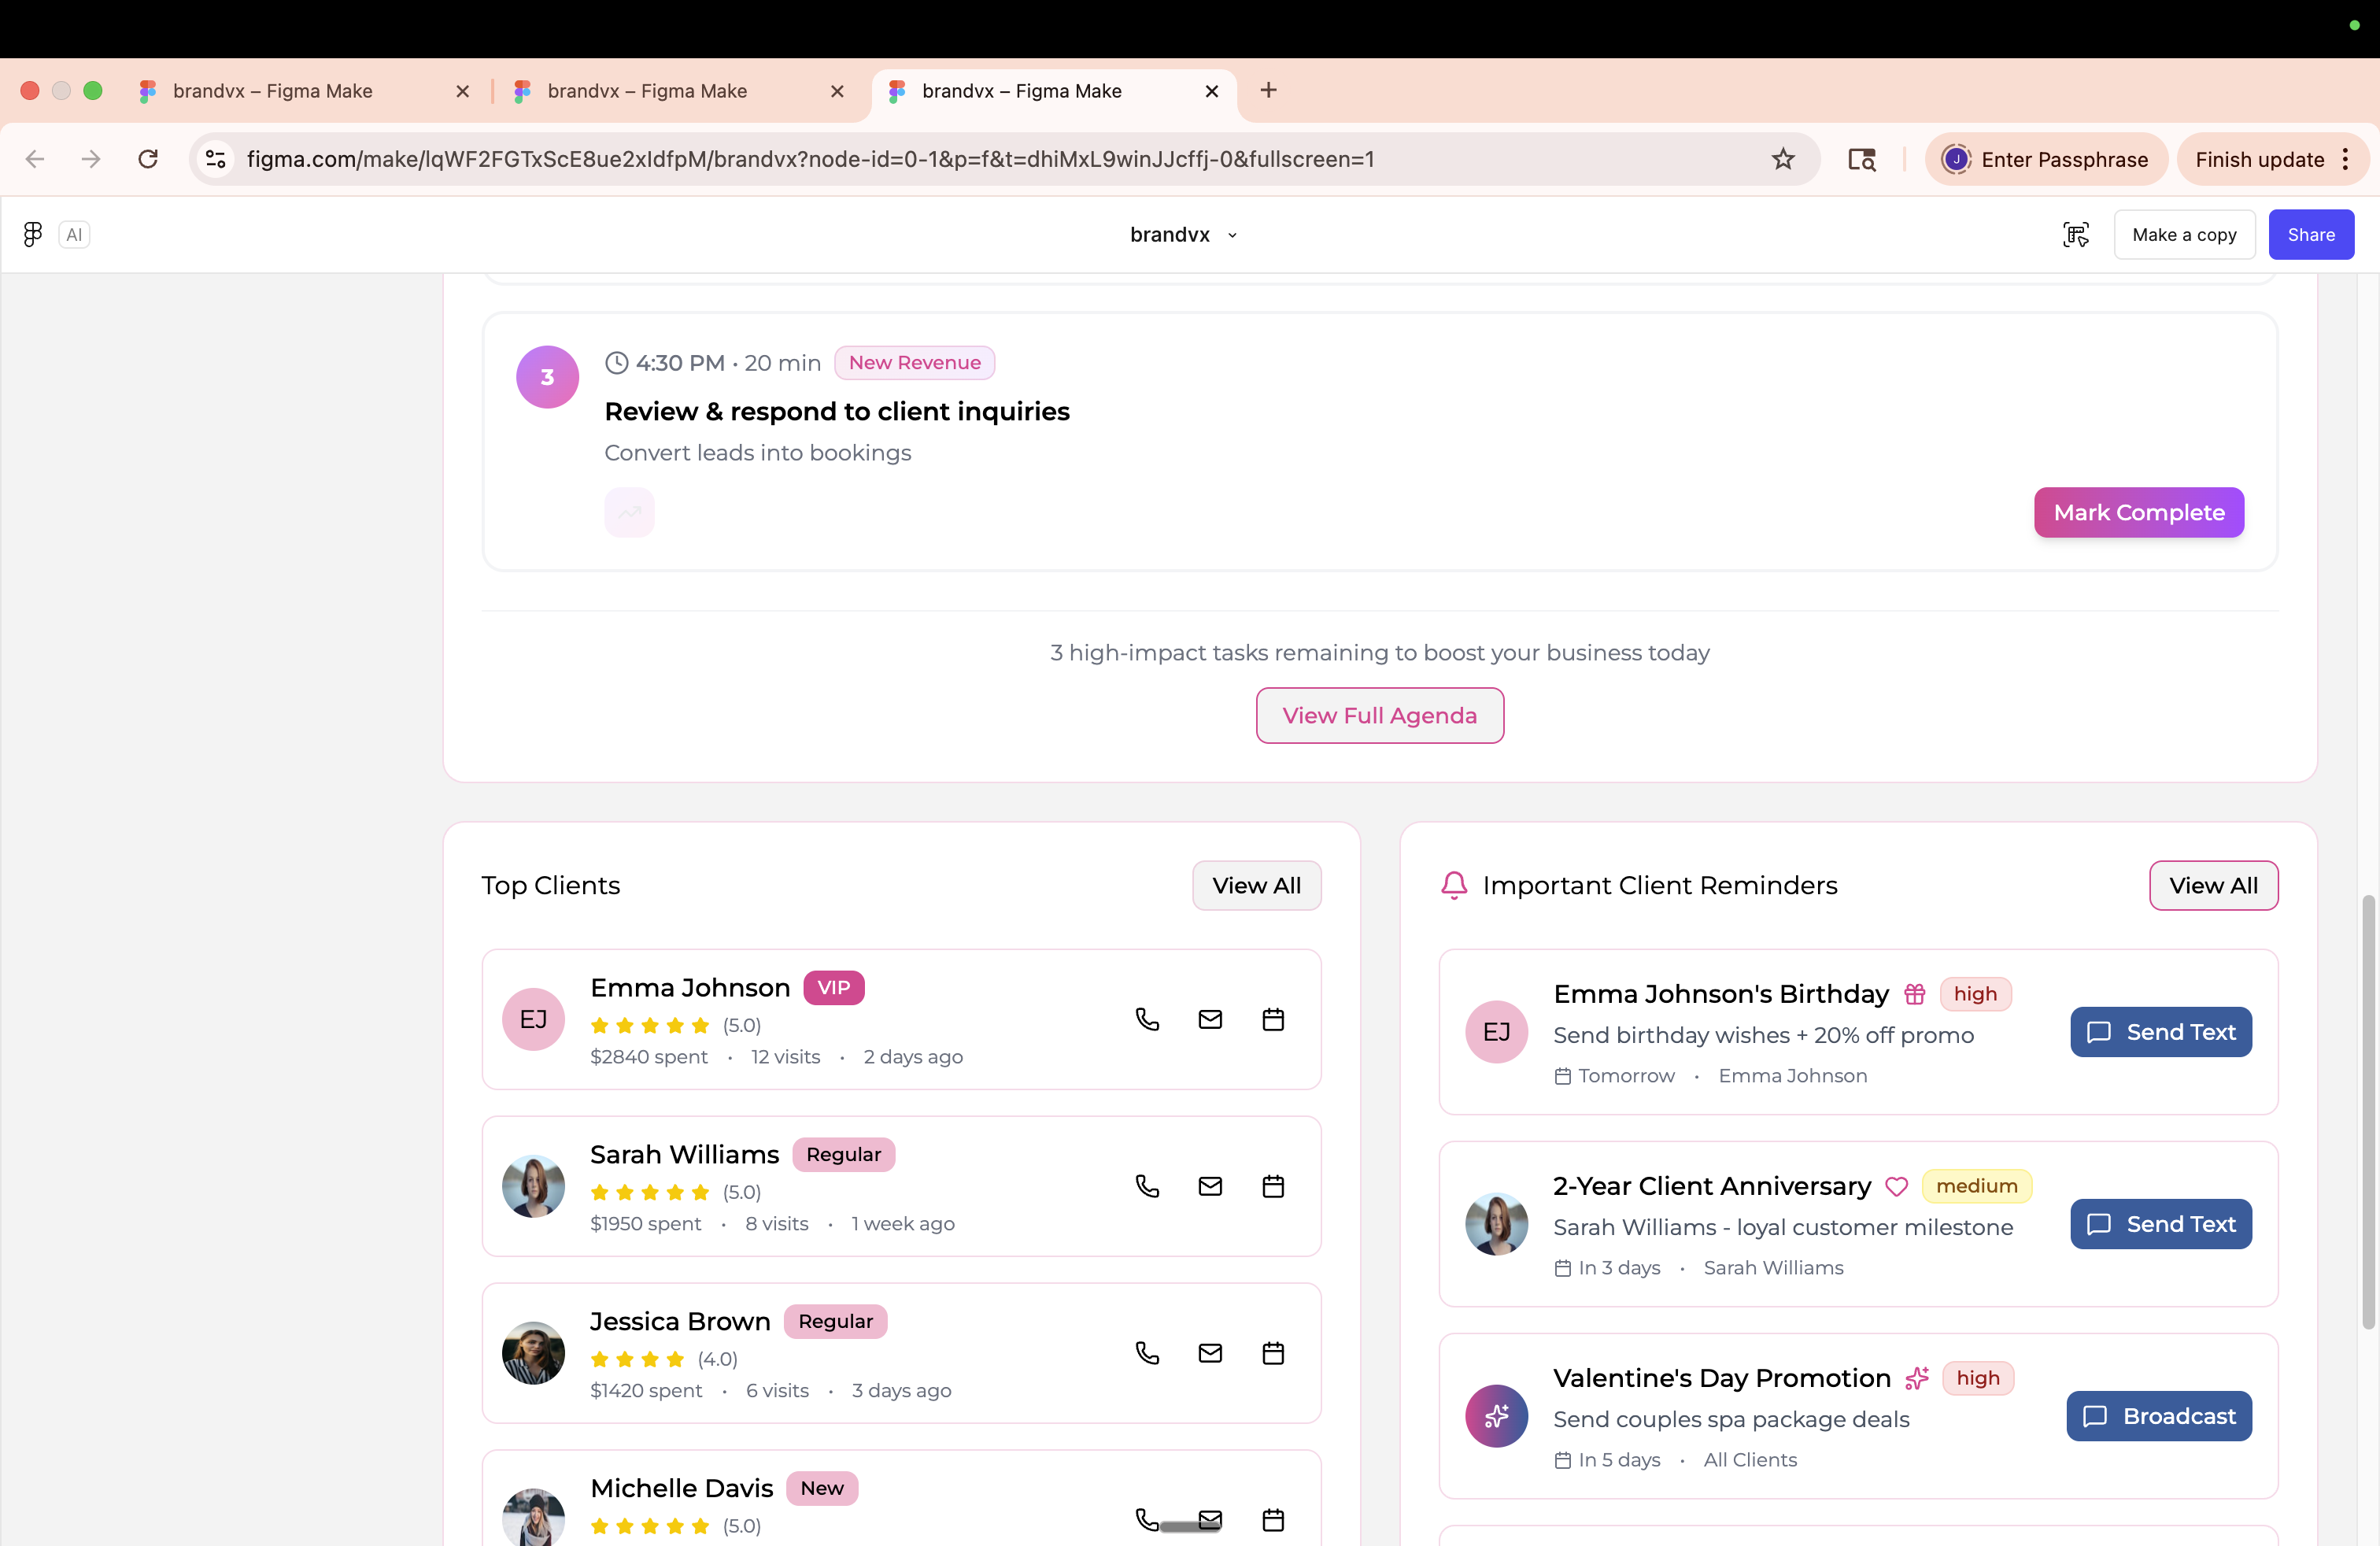 brandvx – Figma Make
brandvx – Figma Make
brandvx – Figma Make
figma.com/make/lqWF2FGTxScE8ue2xIdfpM/brandvx?node-id=0-1&p=f&t=dhiMxL9winJJcffj-0&fullscreen=1
J
Enter Passphrase
Finish update
AI
brandvx
Make a copy
Share
3
4:30 PM • 20 min
New Revenue
Review & respond to client inquiries
Convert leads into bookings
Mark Complete
3 high-impact tasks remaining to boost your business today
View Full Agenda
Top Clients
View All
EJ
Emma Johnson
VIP
(5.0)
$2840 spent • 12 visits • 2 days ago
Sarah Williams
Regular
(5.0)
$1950 spent • 8 visits • 1 week ago
Jessica Brown
Regular
(4.0)
$1420 spent • 6 visits • 3 days ago
Michelle Davis
New
(5.0)
Important Client Reminders
View All
EJ
Emma Johnson's Birthday
high
Send birthday wishes + 20% off promo
Tomorrow • Emma Johnson
Send Text
2-Year Client Anniversary
medium
Sarah Williams - loyal customer milestone
In 3 days • Sarah Williams
Send Text
Valentine's Day Promotion
high
Send couples spa package deals
In 5 days • All Clients
Broadcast